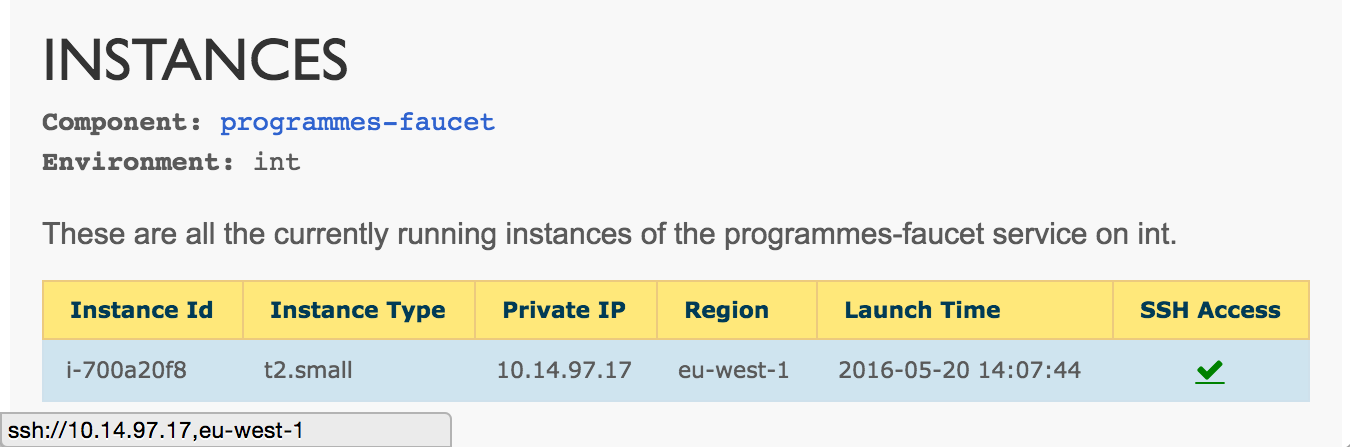 INSTANCES
Component: programmes-faucet
Environment: int
These are all the currently running instances of the programmes-faucet service on int.
Instance Id Instance Type Private IP Region Launch Time SSH Access
i-700a20f8 t2.small 10.14.97.17 eu-west-1 2016-05-20 14:07:44
ssh://10.14.97.17,eu-west-1